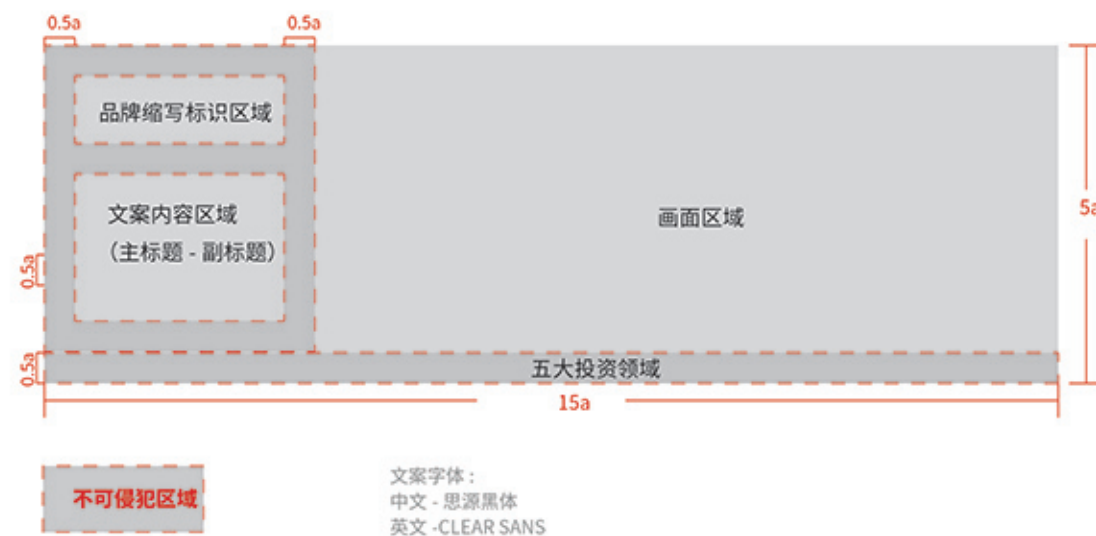 0.5a
0.5a
品牌缩写标识区域
文案内容区域
（主标题 - 副标题）
画面区域
5a
0.5a
0.5a
五大投资领域
15a
不可侵犯区域
文案字体：
中文 - 思源黑体
英文 -CLEAR SANS